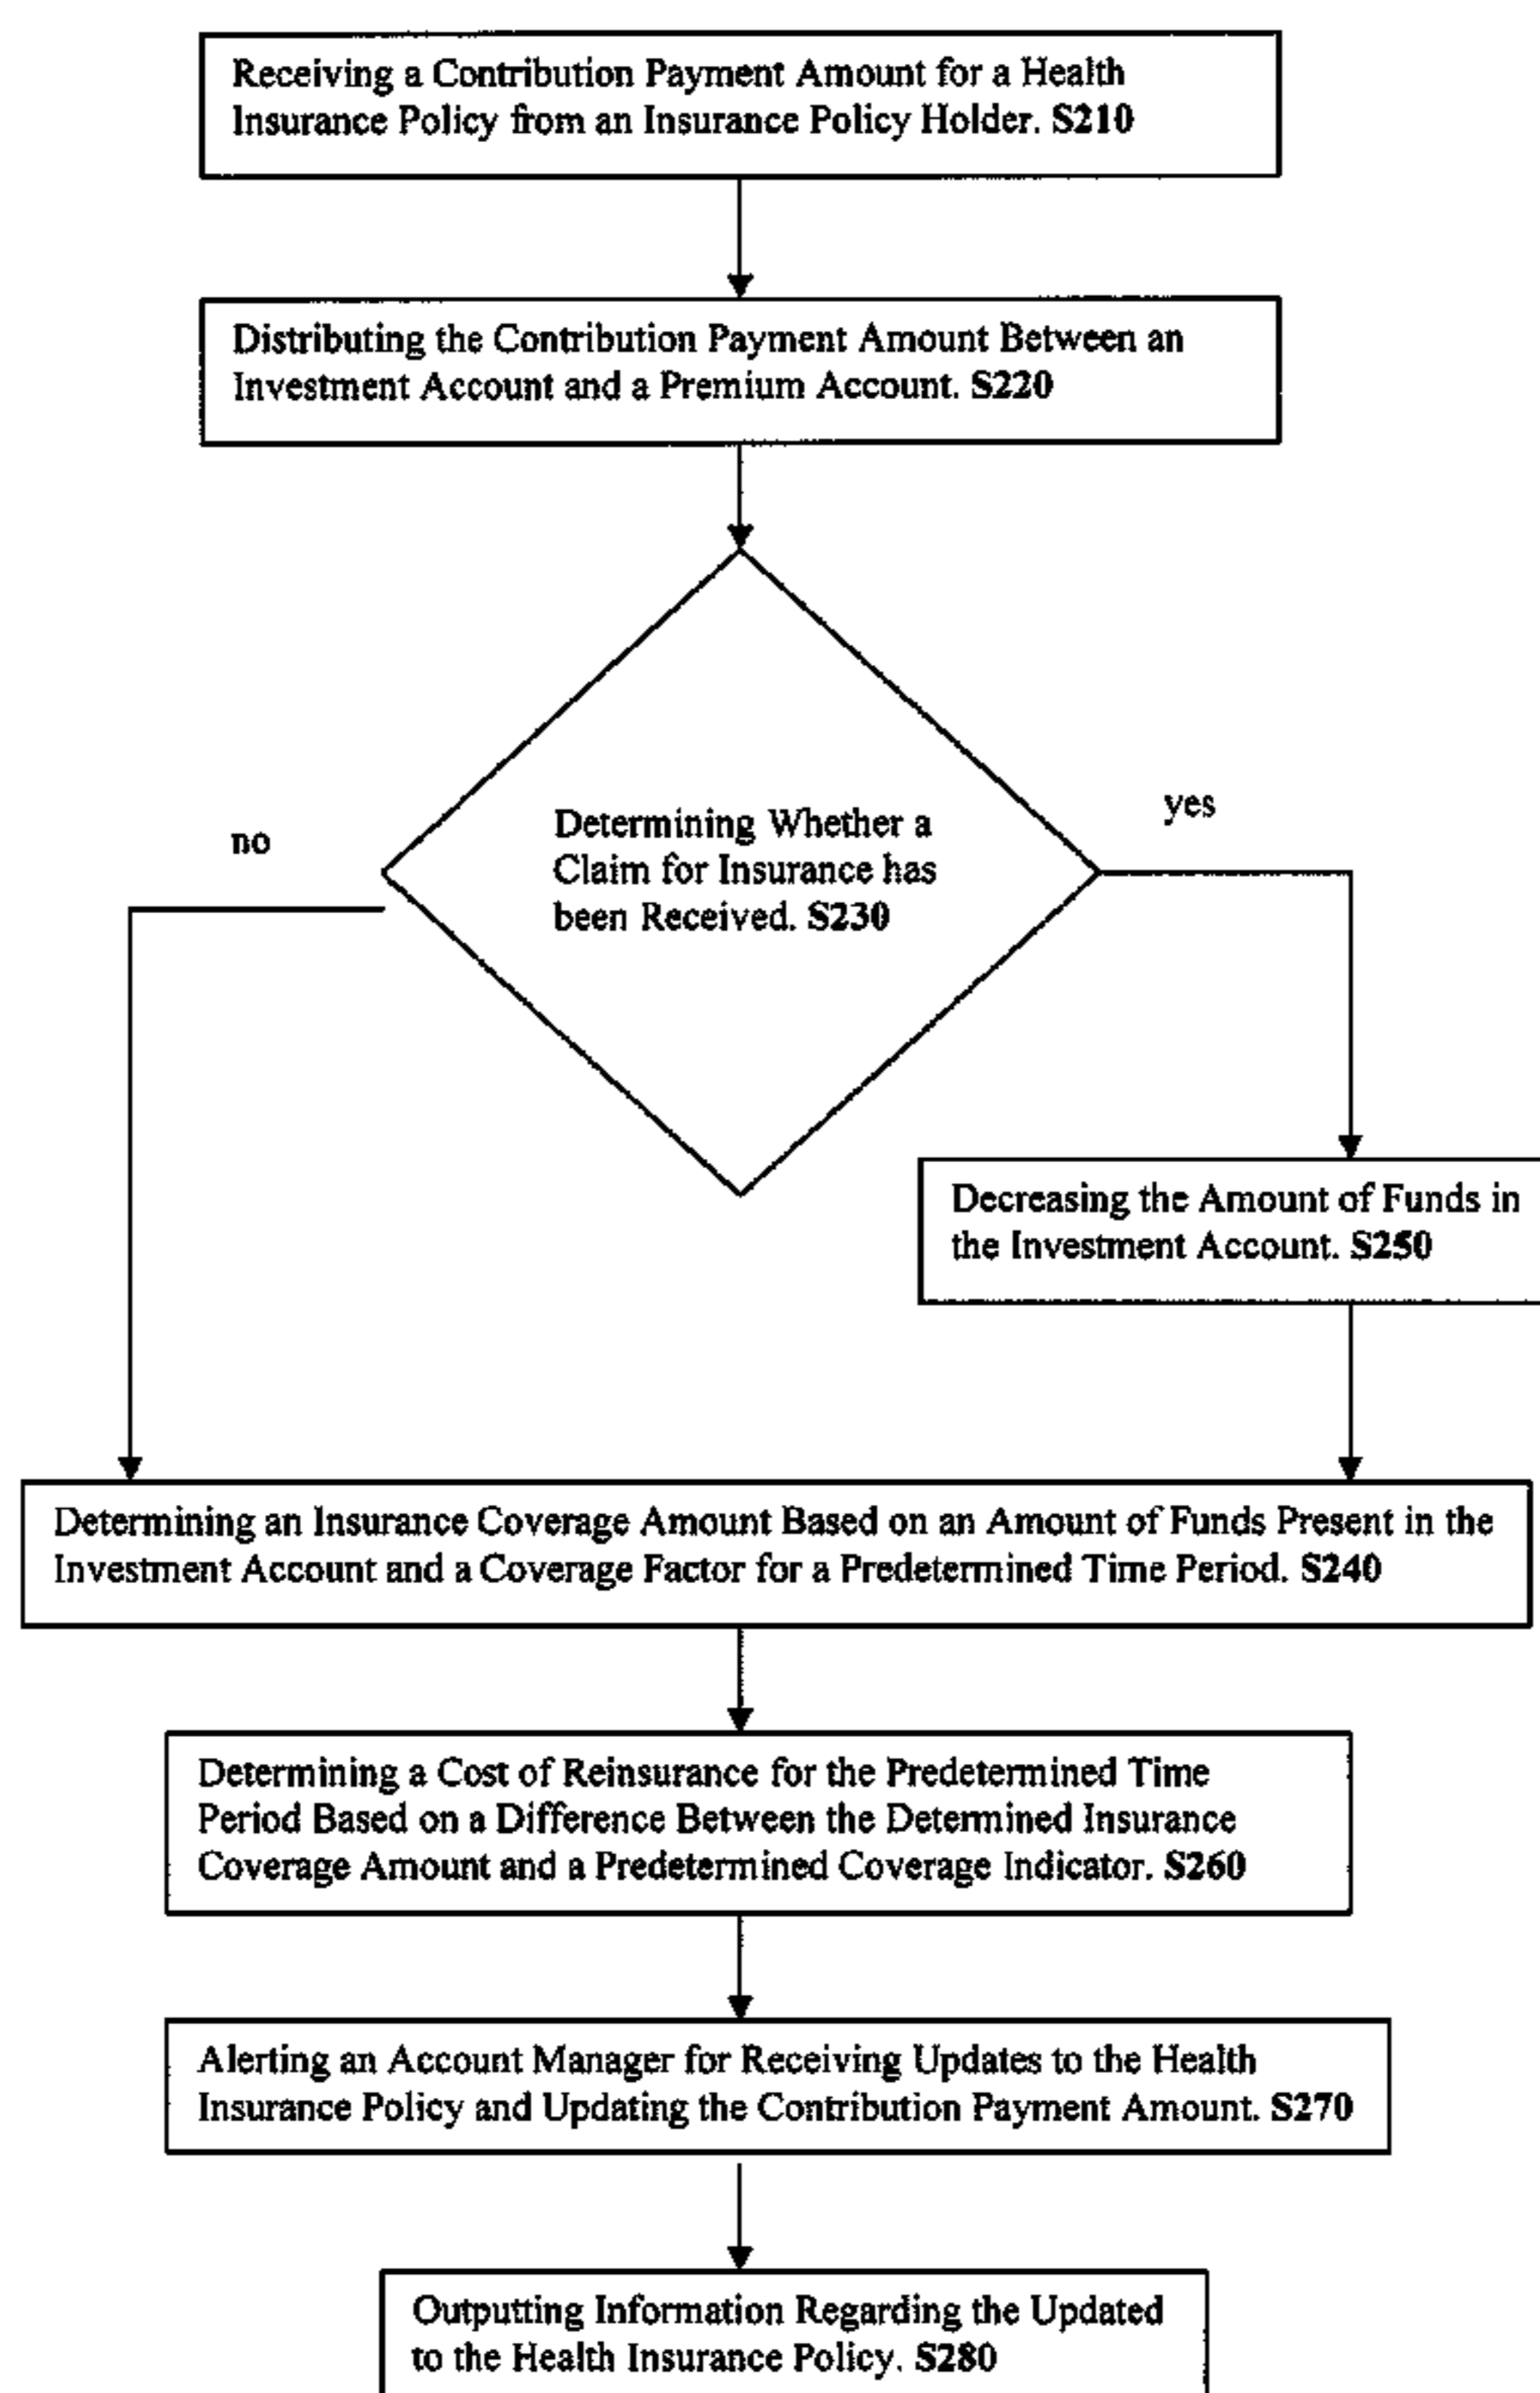 Receiving a Contribution Payment Amount for a Health
Insurance Policy from an Insurance Policy Holder. S210
Distributing the Contribution Payment Amount Between an
Investment Account and a Premium Account. S220
no
yes
Determining Whether a
Claim for Insurance has
been Received. S230
Decreasing the Amount of Funds in
the Investment Account. S250
Determining an Insurance Coverage Amount Based on an Amount of Funds Present in the
Investment Account and a Coverage Factor for a Predetermined Time Period. S240
Determining a Cost of Reinsurance for the Predetermined Time
Period Based on a Difference Between the Determined Insurance
Coverage Amount and a Predetermined Coverage Indicator. S260
Alerting an Account Manager for Receiving Updates to the Health
Insurance Policy and Updating the Contribution Payment Amount. S270
Outputting Information Regarding the Updated
to the Health Insurance Policy. S280